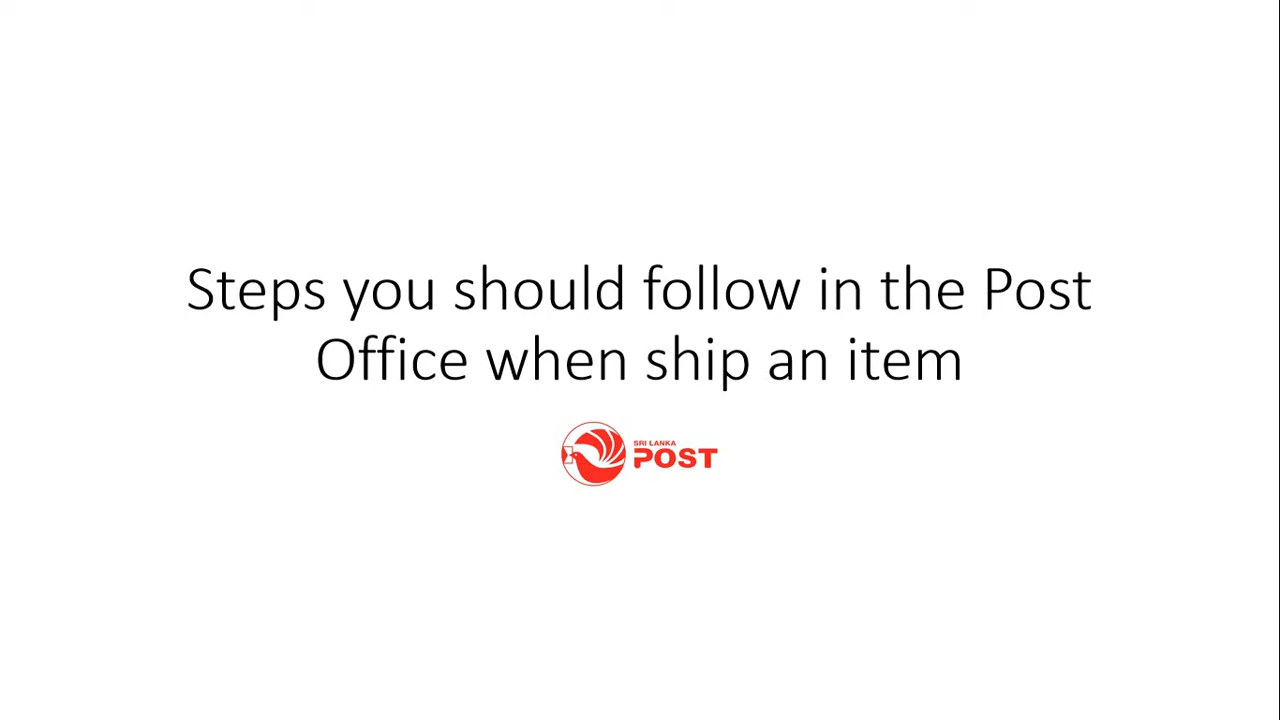 Steps you should follow in the Post
Office when ship an item
SRI LANKA
POST